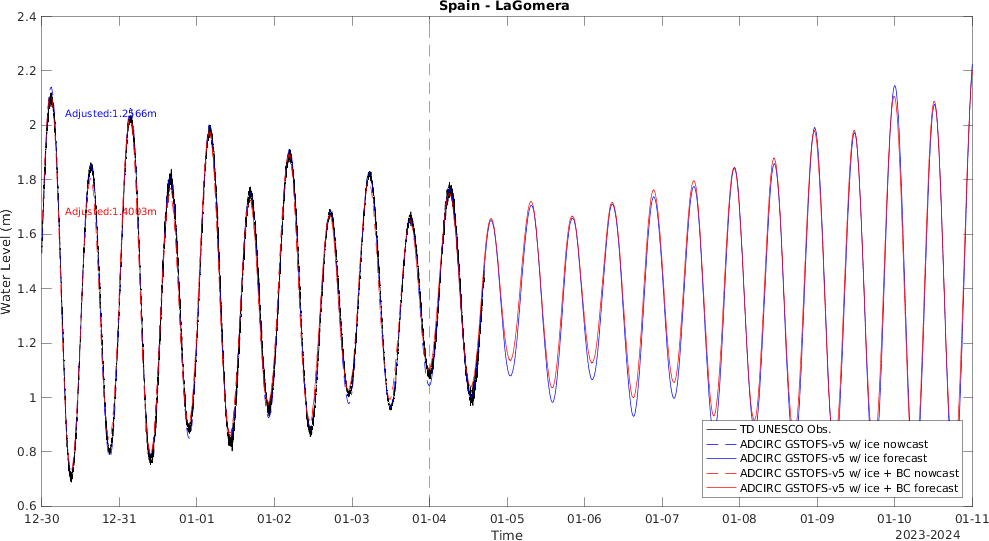 Spain - LaGomera
2.4
2.2
2
1.8
1.6
1.4
1.2
1
0.8
0.6
Water Level (m)
Adjusted:1.2566m
Adjusted:1.4003m
TD UNESCO Obs.
ADCIRC GSTOFS-v5 w/ ice nowcast
ADCIRC GSTOFS-v5 w/ ice forecast
ADCIRC GSTOFS-v5 w/ ice + BC nowcast
ADCIRC GSTOFS-v5 w/ ice + BC forecast
12-30 12-31 01-01 01-02 01-03 01-04 01-05 01-06 01-07 01-08 01-09 01-10 01-11
Time
2023-2024